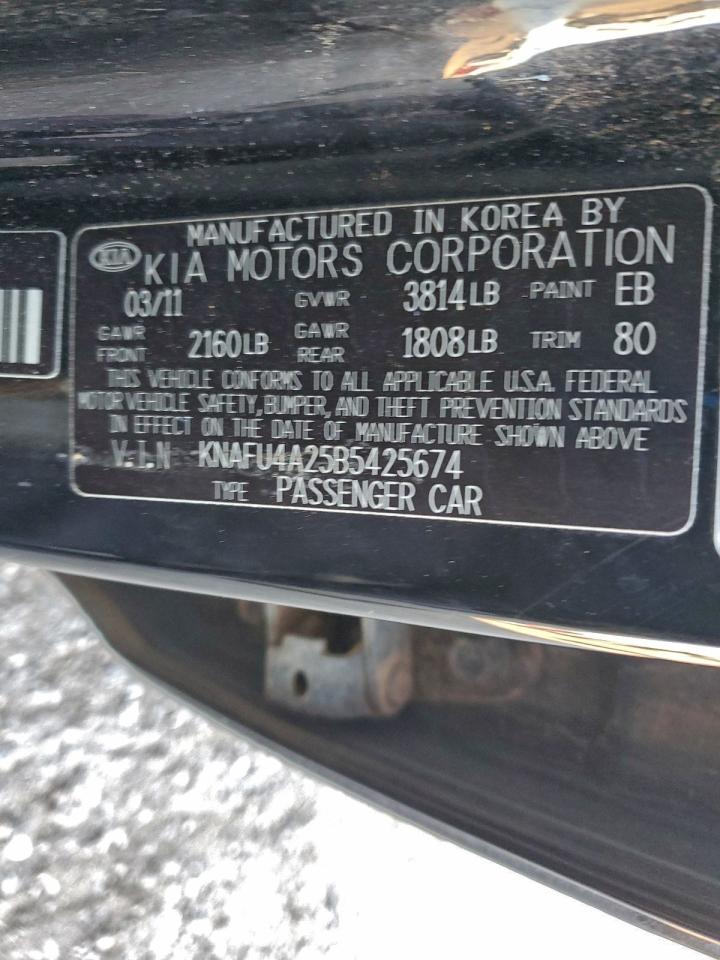 MANUFACTURED IN KOREA BY
KIA KIA MOTORS CORPORATION
03/11 GVWR 3814LB PAINT EB
GAWR FRONT 2160LB GAWR REAR 1808LB TRIM 80
THIS VEHICLE CONFORMS TO ALL APPLICABLE U.S.A. FEDERAL
MOTOR VEHICLE SAFETY, BUMPER, AND THEFT PREVENTION STANDARDS
IN EFFECT ON THE DATE OF MANUFACTURE SHOWN ABOVE
V.I.N KNAFU4A25B5425674
TYPE PASSENGER CAR